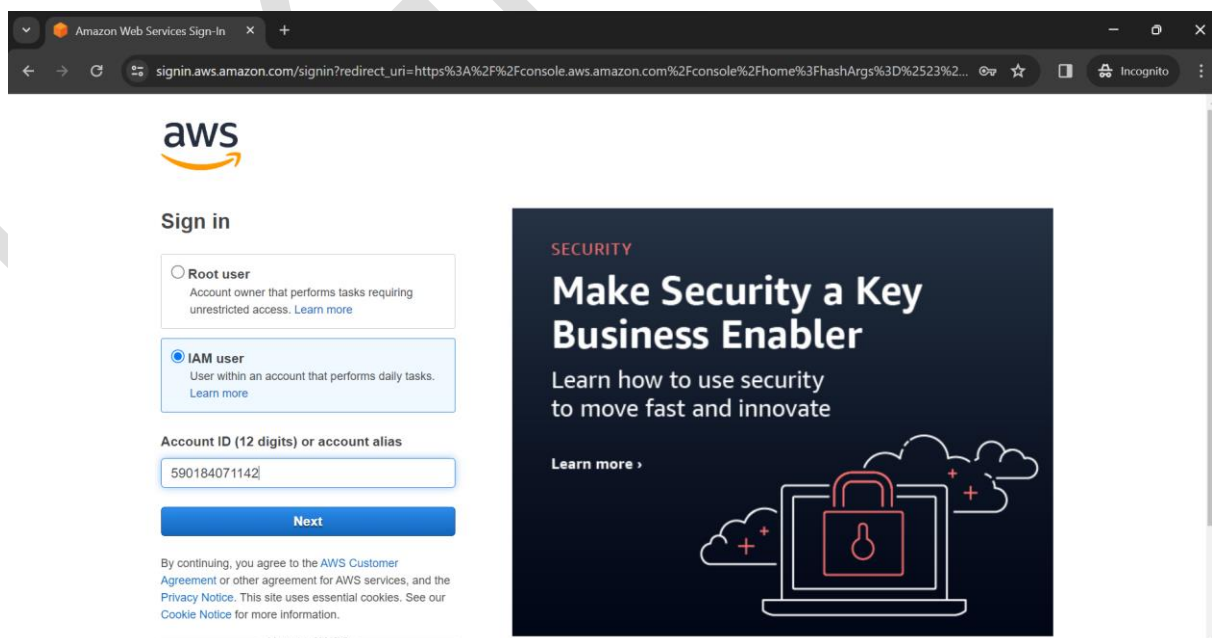 Amazon Web Services Sign-In
signin.aws.amazon.com/signin?redirect_uri=https%3A%2F%2Fconsole.aws.amazon.com%2Fconsole%2Fhome%3FhashArgs%3D%2523%2...
Incognito
aws
Sign in
Root user
Account owner that performs tasks requiring
unrestricted access. Learn more
IAM user
User within an account that performs daily tasks.
Learn more
Account ID (12 digits) or account alias
590184071142
Next
By continuing, you agree to the AWS Customer
Agreement or other agreement for AWS services, and the
Privacy Notice. This site uses essential cookies. See our
Cookie Notice for more information.
SECURITY
Make Security a Key
Business Enabler
Learn how to use security
to move fast and innovate
Learn more ›